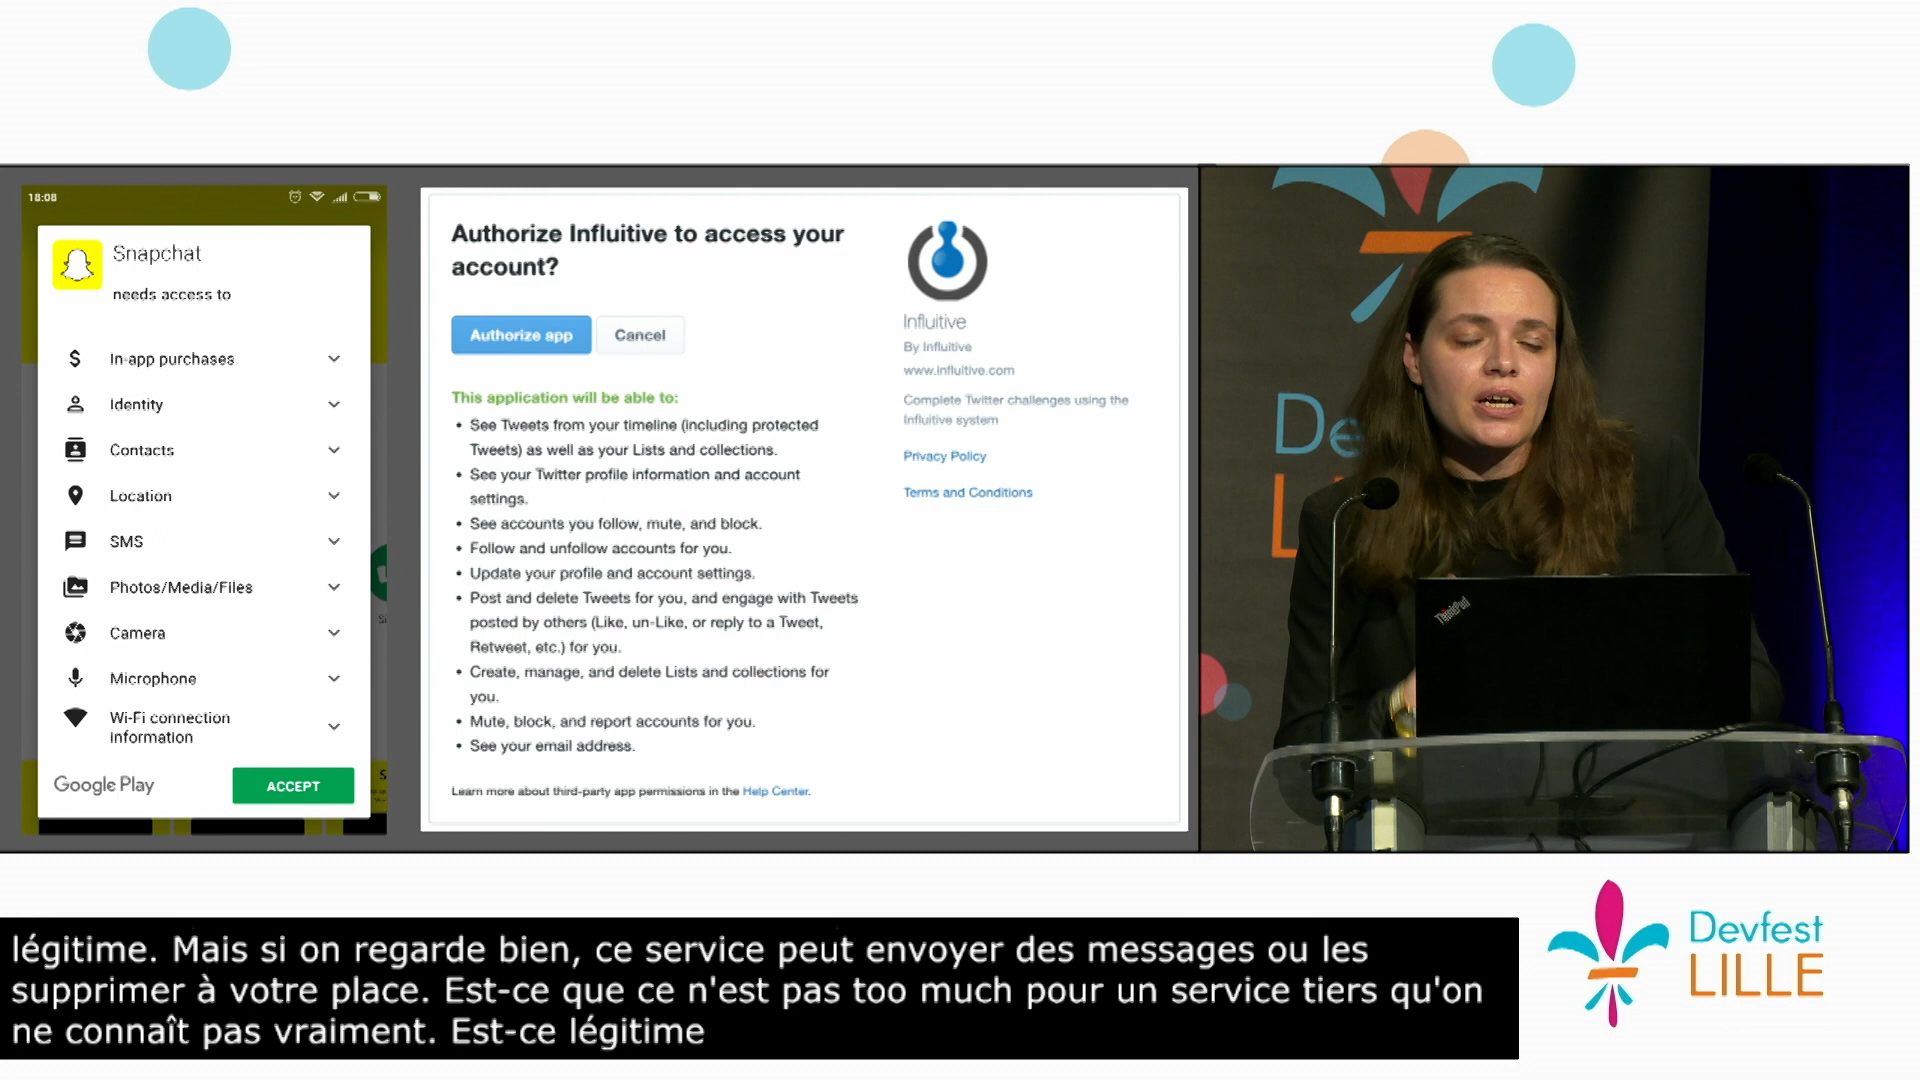 18:08
Snapchat
needs access to
In-app purchases
Identity
Contacts
Location
SMS
Photos/Media/Files
Camera
Microphone
Wi-Fi connection
information
Google Play
ACCEPT
Authorize Influitive to access your
account?
Authorize app
Cancel
This application will be able to:
• See Tweets from your timeline (including protected
Tweets) as well as your Lists and collections.
• See your Twitter profile information and account
settings.
• See accounts you follow, mute, and block.
• Follow and unfollow accounts for you.
• Update your profile and account settings.
• Post and delete Tweets for you, and engage with Tweets
posted by others (Like, un-Like, or reply to a Tweet,
Retweet, etc.) for you.
• Create, manage, and delete Lists and collections for
you.
• Mute, block, and report accounts for you.
• See your email address.
Learn more about third-party app permissions in the Help Center.
Influitive
By Influitive
www.influitive.com
Complete Twitter challenges using the
Influitive system
Privacy Policy
Terms and Conditions
ThinkPad
légitime. Mais si on regarde bien, ce service peut envoyer des messages ou les
supprimer à votre place. Est-ce que ce n'est pas too much pour un service tiers qu'on
ne connaît pas vraiment. Est-ce légitime
Devfest
LILLE